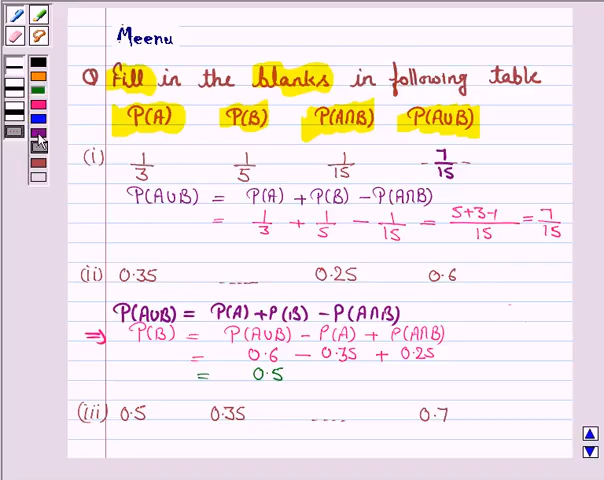 Meenu
Q Fill in the blanks in following table
P(A) P(B) P(A∩B) P(A∪B)
(i) 1/3 1/5 1/15 7/15
P(A∪B) = P(A) + P(B) - P(A∩B)
= 1/3 + 1/5 - 1/15 = 5+3-1/15 = 7/15
(ii) 0.35 ..... 0.25 0.6
P(A∪B) = P(A) + P(B) - P(A∩B)
⇒ P(B) = P(A∪B) - P(A) + P(A∩B)
= 0.6 - 0.35 + 0.25
= 0.5
(iii) 0.5 0.35 .... 0.7